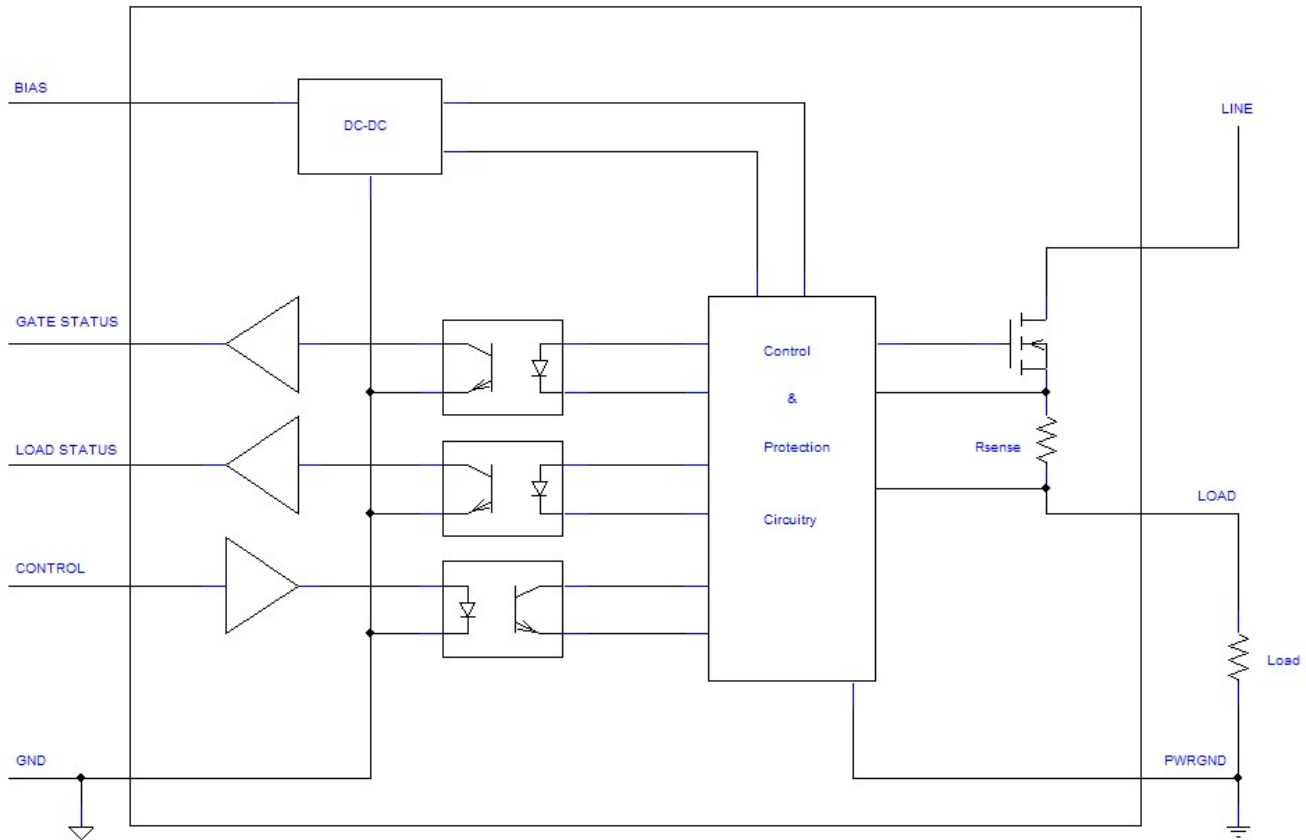 BIAS
DC-DC
LINE
GATE STATUS
Control
&
LOAD STATUS
Protection
Rsense
LOAD
Circuitry
CONTROL
Load
GND
PWRGND